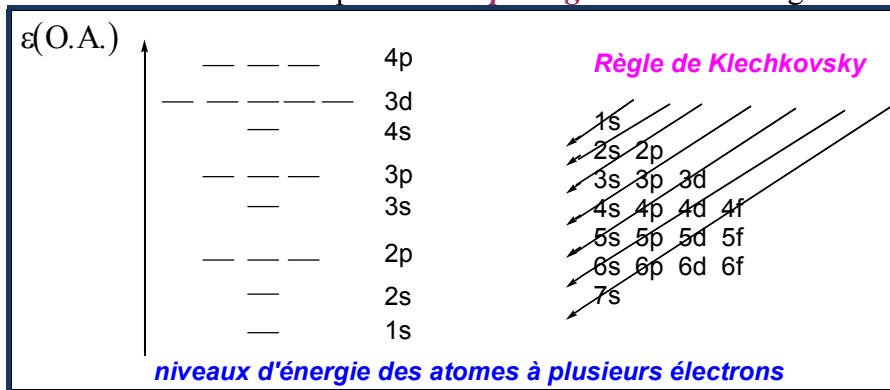 ε(O.A.)
4p
3d
4s
3p
3s
2p
2s
1s
Règle de Klechkovsky
1s
2s 2p
3s 3p 3d
4s 4p 4d 4f
5s 5p 5d 5f
6s 6p 6d 6f
7s
niveaux d'énergie des atomes à plusieurs électrons